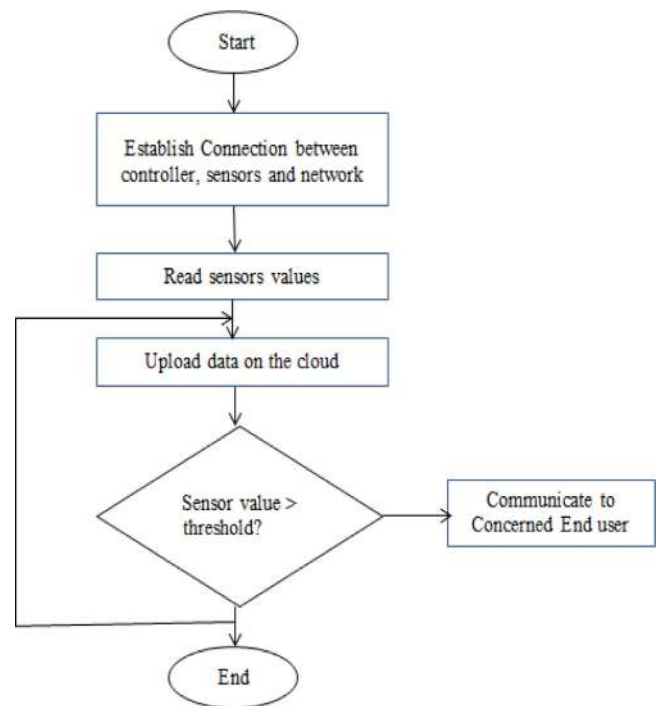 Start
Establish Connection between
controller, sensors and network
Read sensors values
Upload data on the cloud
Sensor value >
threshold?
Communicate to
Concerned End user
End